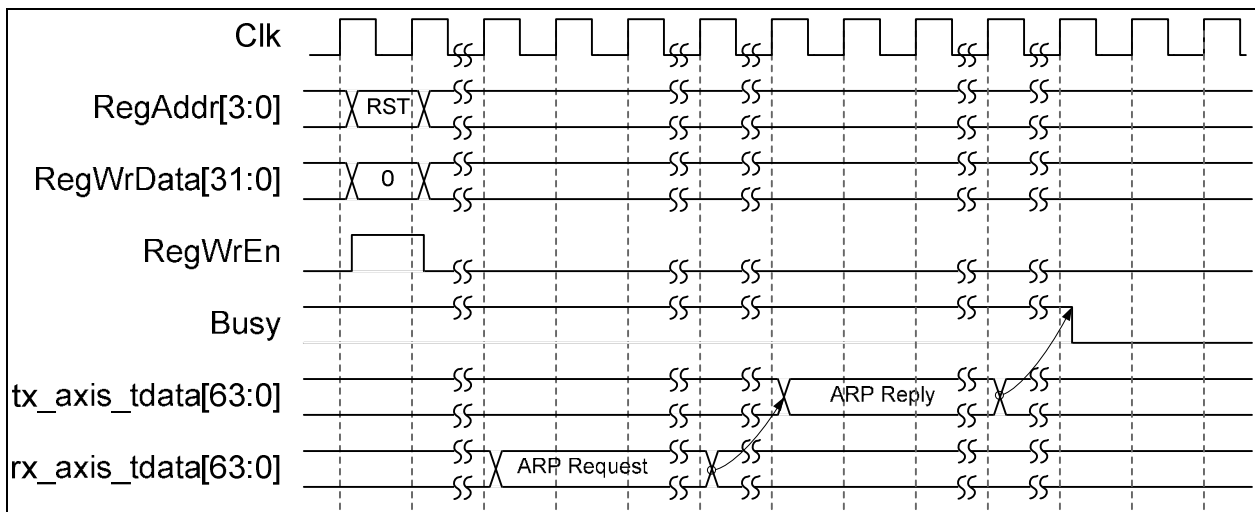 Clk
RegAddr[3:0] RST
RegWrData[31:0] 0
RegWrEn
Busy
tx_axis_tdata[63:0] ARP Reply
rx_axis_tdata[63:0] ARP Request